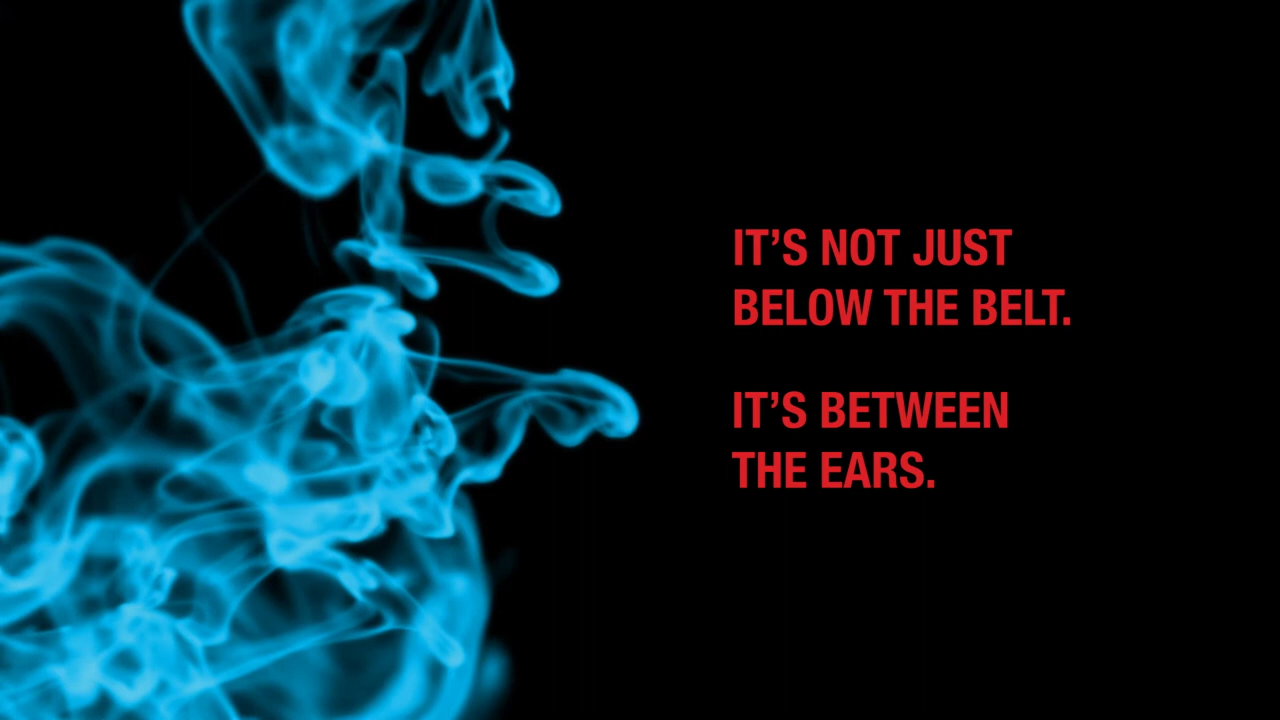 IT’S NOT JUST
BELOW THE BELT.
IT’S BETWEEN
THE EARS.